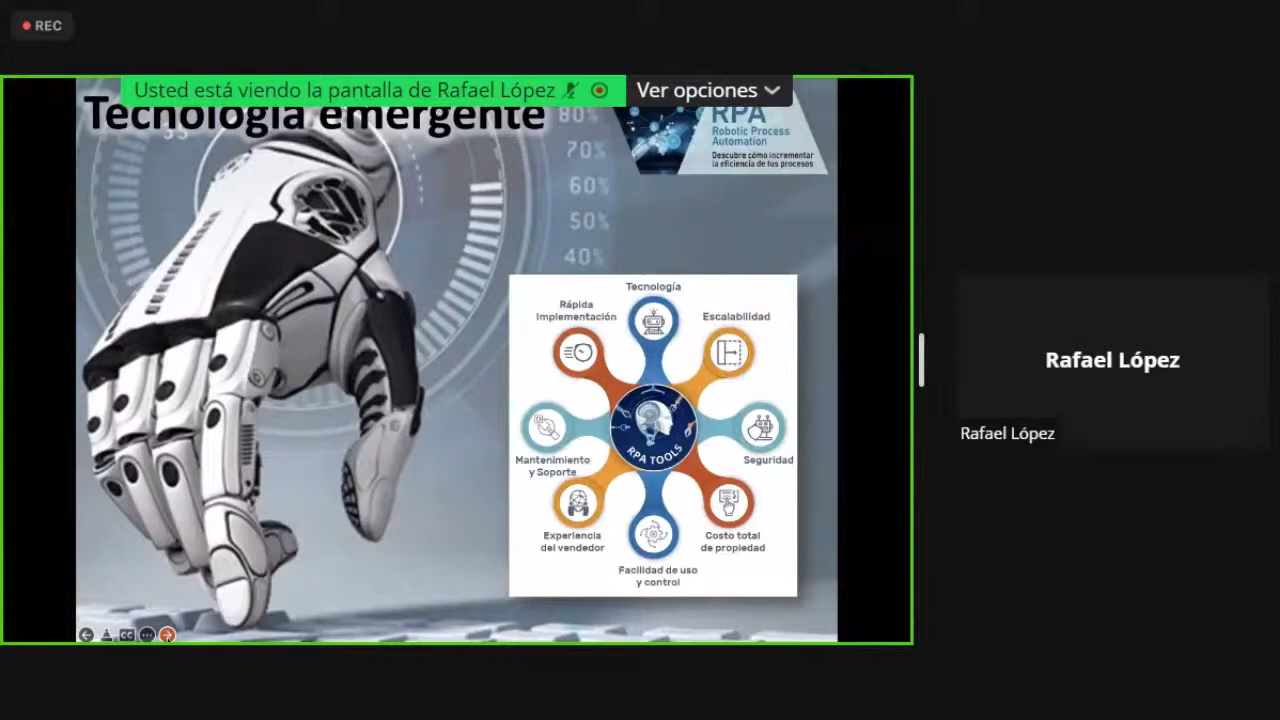 REC
Usted está viendo la pantalla de Rafael López
Ver opciones
Tecnología emergente
80%
70%
60%
50%
40%
RPA
Robotic Process
Automation
Descubre cómo incrementar
la eficiencia de tus procesos
Tecnología
Rápida
Implementación
Escalabilidad
Mantenimiento
y Soporte
RPA TOOLS
Seguridad
Experiencia
del vendedor
Costo total
de propiedad
Facilidad de uso
y control
CC
Rafael López
Rafael López